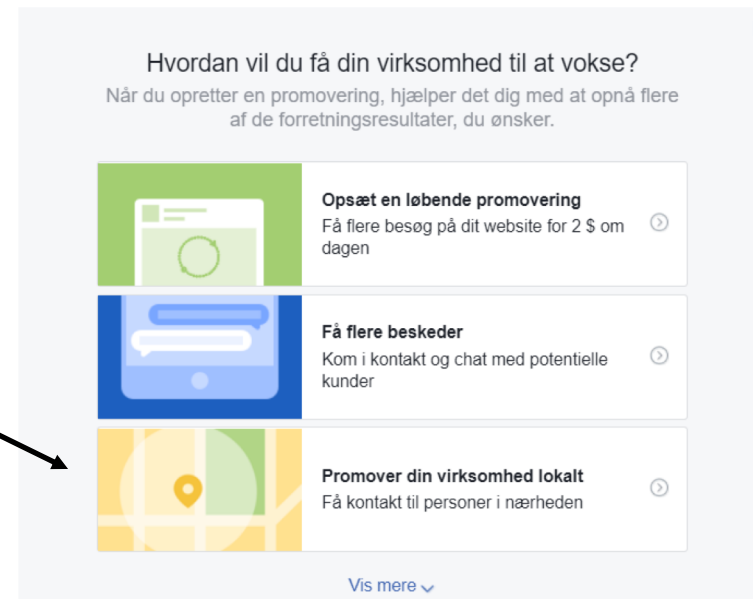 Hvordan vil du få din virksomhed til at vokse?
Når du opretter en promovering, hjælper det dig med at opnå flere
af de forretningsresultater, du ønsker.
Opsæt en løbende promovering
Få flere besøg på dit website for 2 $ om
dagen
Få flere beskeder
Kom i kontakt og chat med potentielle
kunder
Promover din virksomhed lokalt
Få kontakt til personer i nærheden
Vis mere